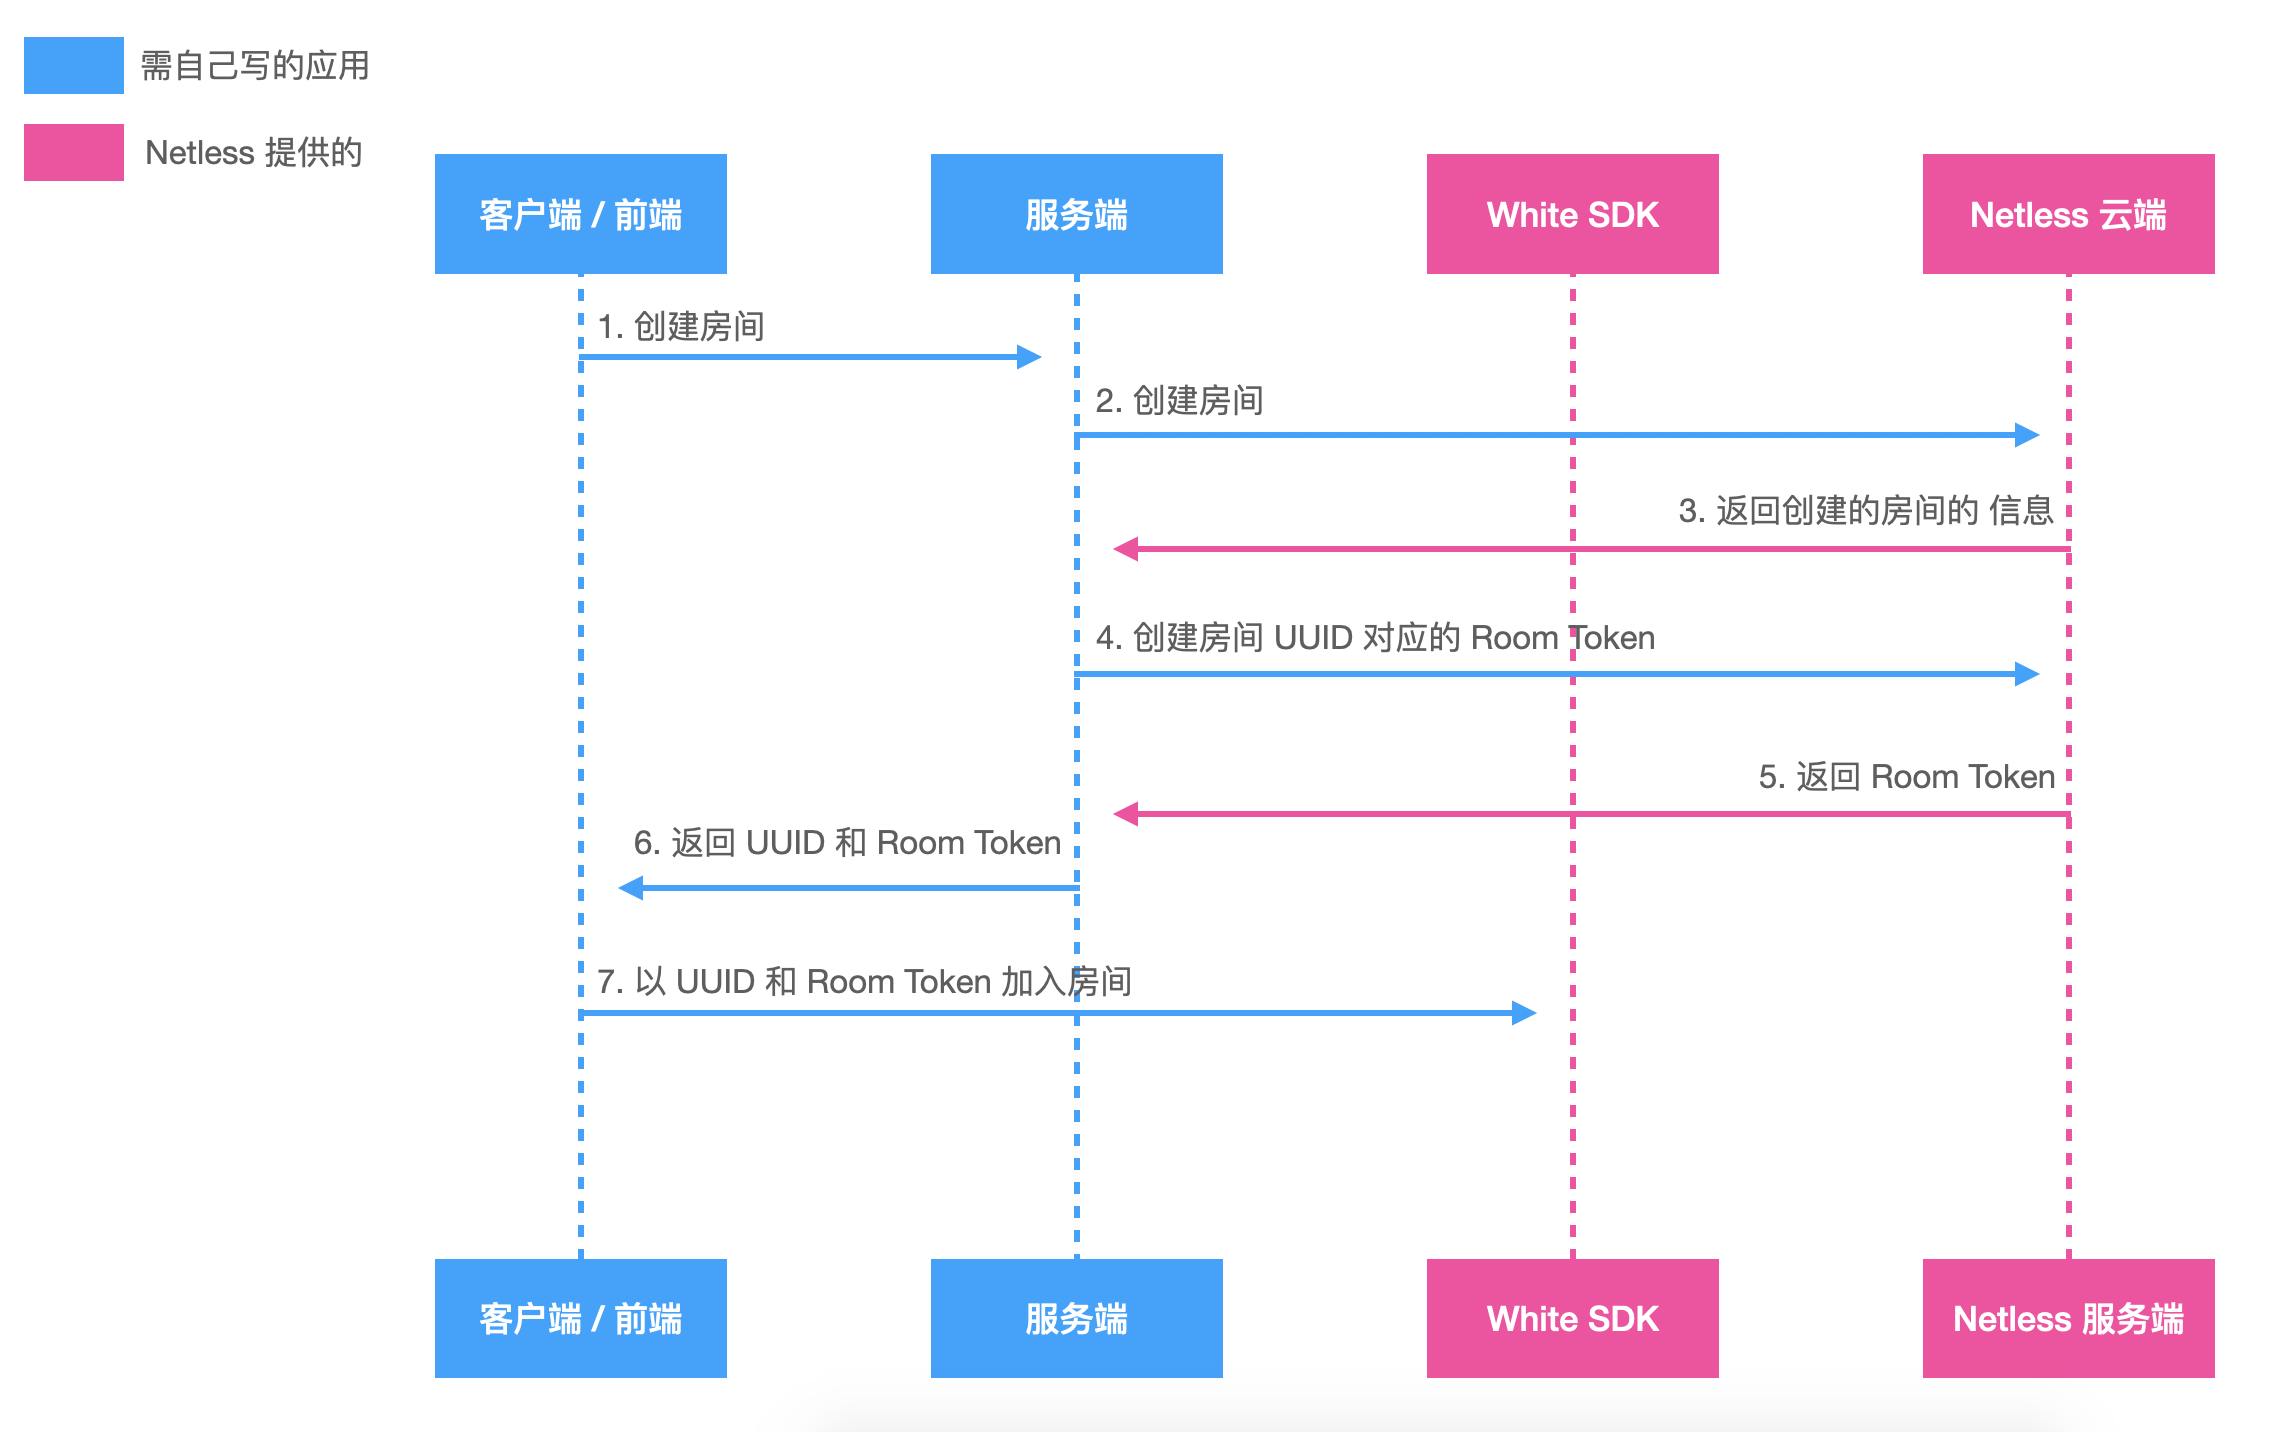 需自己写的应用
Netless 提供的
客户端 / 前端
服务端
White SDK
Netless 云端
1. 创建房间
2. 创建房间
3. 返回创建的房间的 信息
4. 创建房间 UUID 对应的 Room Token
5. 返回 Room Token
6. 返回 UUID 和 Room Token
7. 以 UUID 和 Room Token 加入房间
客户端 / 前端
服务端
White SDK
Netless 服务端